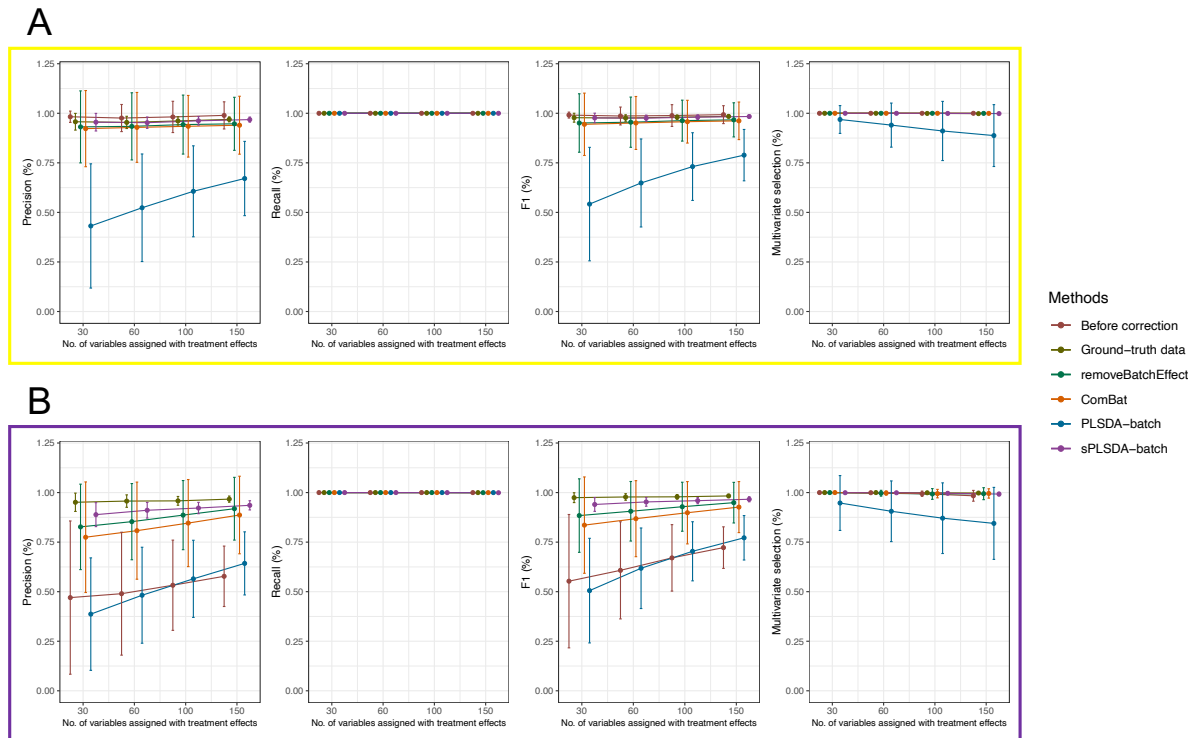 A
1.25
1.00
0.75
0.50
0.25
0.00
Precision (%)
30 60 100 150
No. of variables assigned with treatment effects
1.25
1.00
0.75
0.50
0.25
0.00
Recall (%)
30 60 100 150
No. of variables assigned with treatment effects
1.25
1.00
0.75
0.50
0.25
0.00
F1 (%)
30 60 100 150
No. of variables assigned with treatment effects
1.25
1.00
0.75
0.50
0.25
0.00
Multivariate selection (%)
30 60 100 150
No. of variables assigned with treatment effects
B
1.25
1.00
0.75
0.50
0.25
0.00
Precision (%)
30 60 100 150
No. of variables assigned with treatment effects
1.25
1.00
0.75
0.50
0.25
0.00
Recall (%)
30 60 100 150
No. of variables assigned with treatment effects
1.25
1.00
0.75
0.50
0.25
0.00
F1 (%)
30 60 100 150
No. of variables assigned with treatment effects
1.25
1.00
0.75
0.50
0.25
0.00
Multivariate selection (%)
30 60 100 150
No. of variables assigned with treatment effects
Methods
Before correction
Ground−truth data
removeBatchEffect
ComBat
PLSDA−batch
sPLSDA−batch